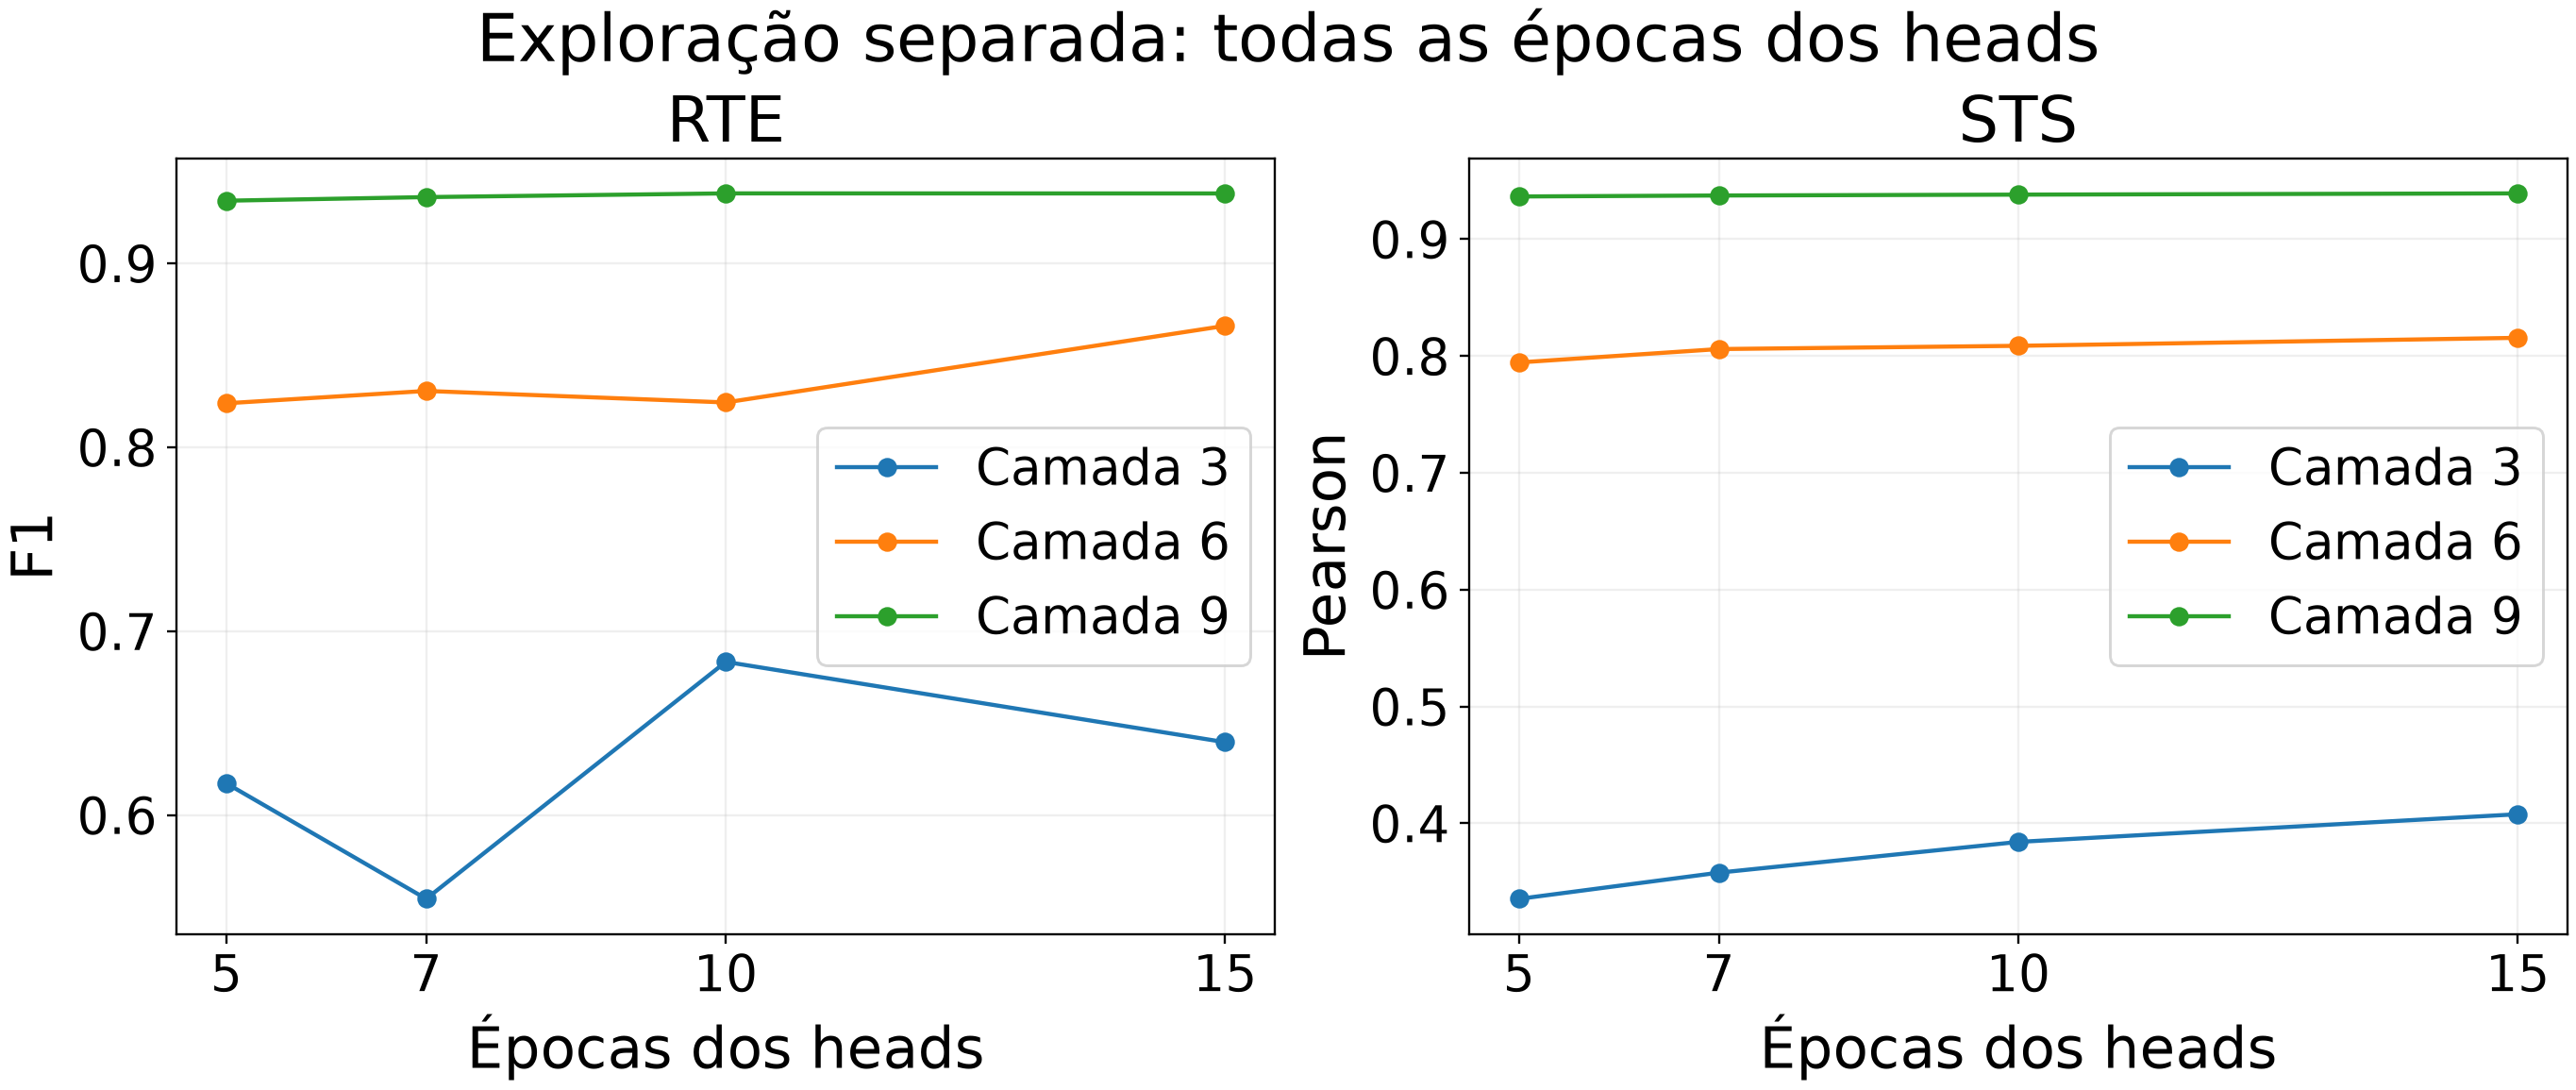 Exploração separada: todas as épocas dos heads
RTE
F1
0.9
0.8
0.7
0.6
Camada 3
Camada 6
Camada 9
5 7 10 15
Épocas dos heads
STS
Pearson
0.9
0.8
0.7
0.6
0.5
0.4
Camada 3
Camada 6
Camada 9
5 7 10 15
Épocas dos heads